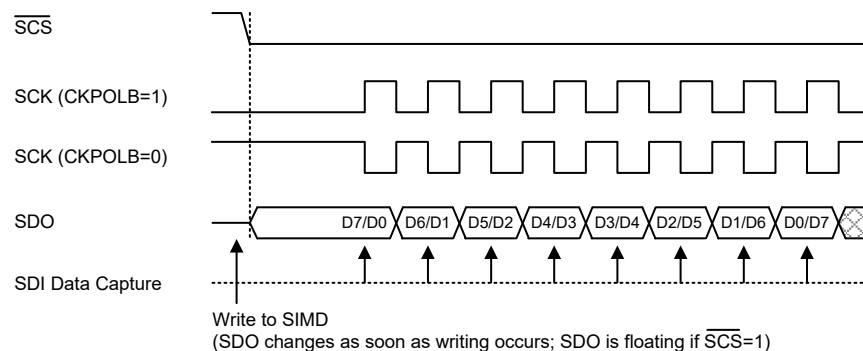 SCS
SCK (CKPOLB=1)
SCK (CKPOLB=0)
SDO
D7/D0 D6/D1 D5/D2 D4/D3 D3/D4 D2/D5 D1/D6 D0/D7
SDI Data Capture
Write to SIMD
(SDO changes as soon as writing occurs; SDO is floating if SCS=1)